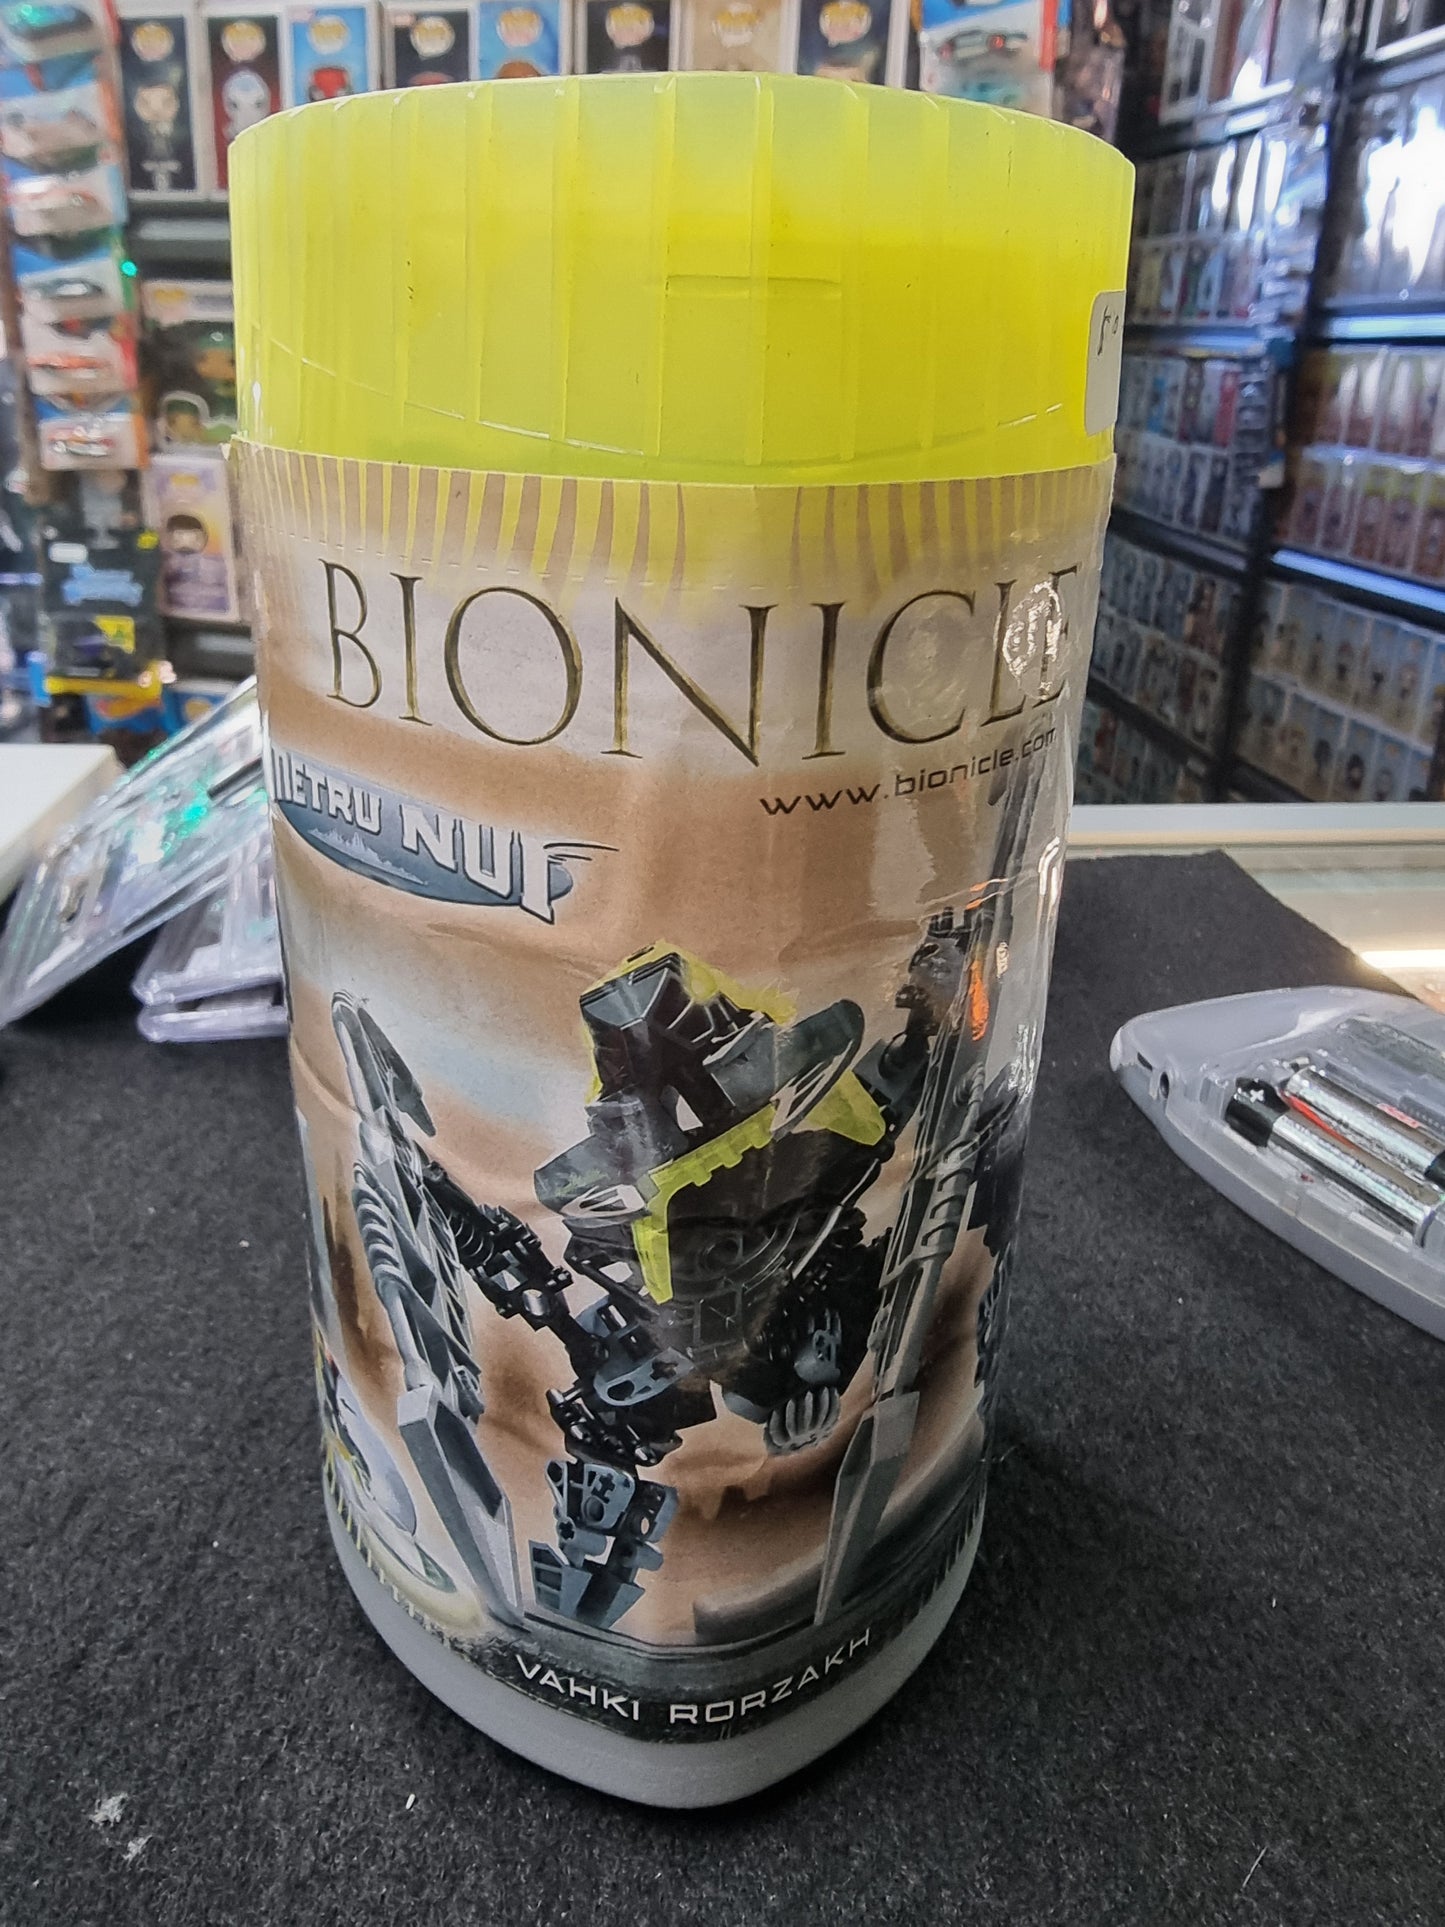 BIONICLE
www.bionicle.com
METRU NUI
VAHKI RORZAKH